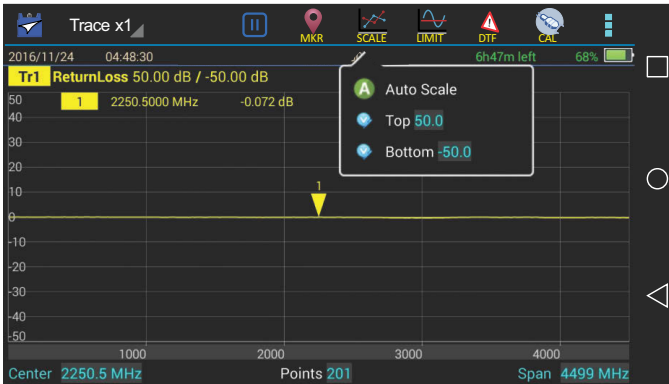 Trace x1
MKR SCALE LIMIT DTF CAL
2016/11/24 04:48:30 6h47m left 68%
Tr1 ReturnLoss 50.00 dB / -50.00 dB
1 2250.5000 MHz -0.072 dB
A Auto Scale
Top 50.0
Bottom -50.0
50
40
30
20
10
1
0
-10
-20
-30
-40
-50
1000 2000 3000 4000
Center 2250.5 MHz Points 201 Span 4499 MHz